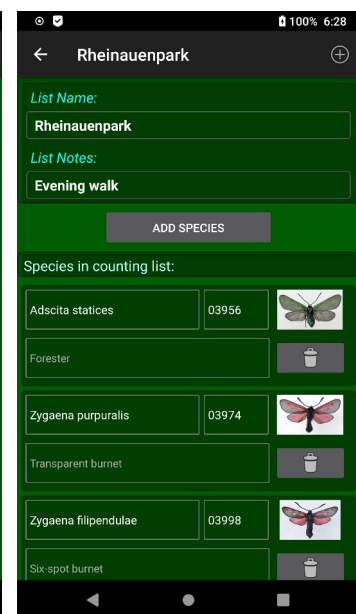 100% 6:28
Rheinauenpark
List Name:
Rheinauenpark
List Notes:
Evening walk
ADD SPECIES
Species in counting list:
Adscita statices 03956
Forester
Zygaena purpuralis 03974
Transparent burnet
Zygaena filipendulae 03998
Six-spot burnet